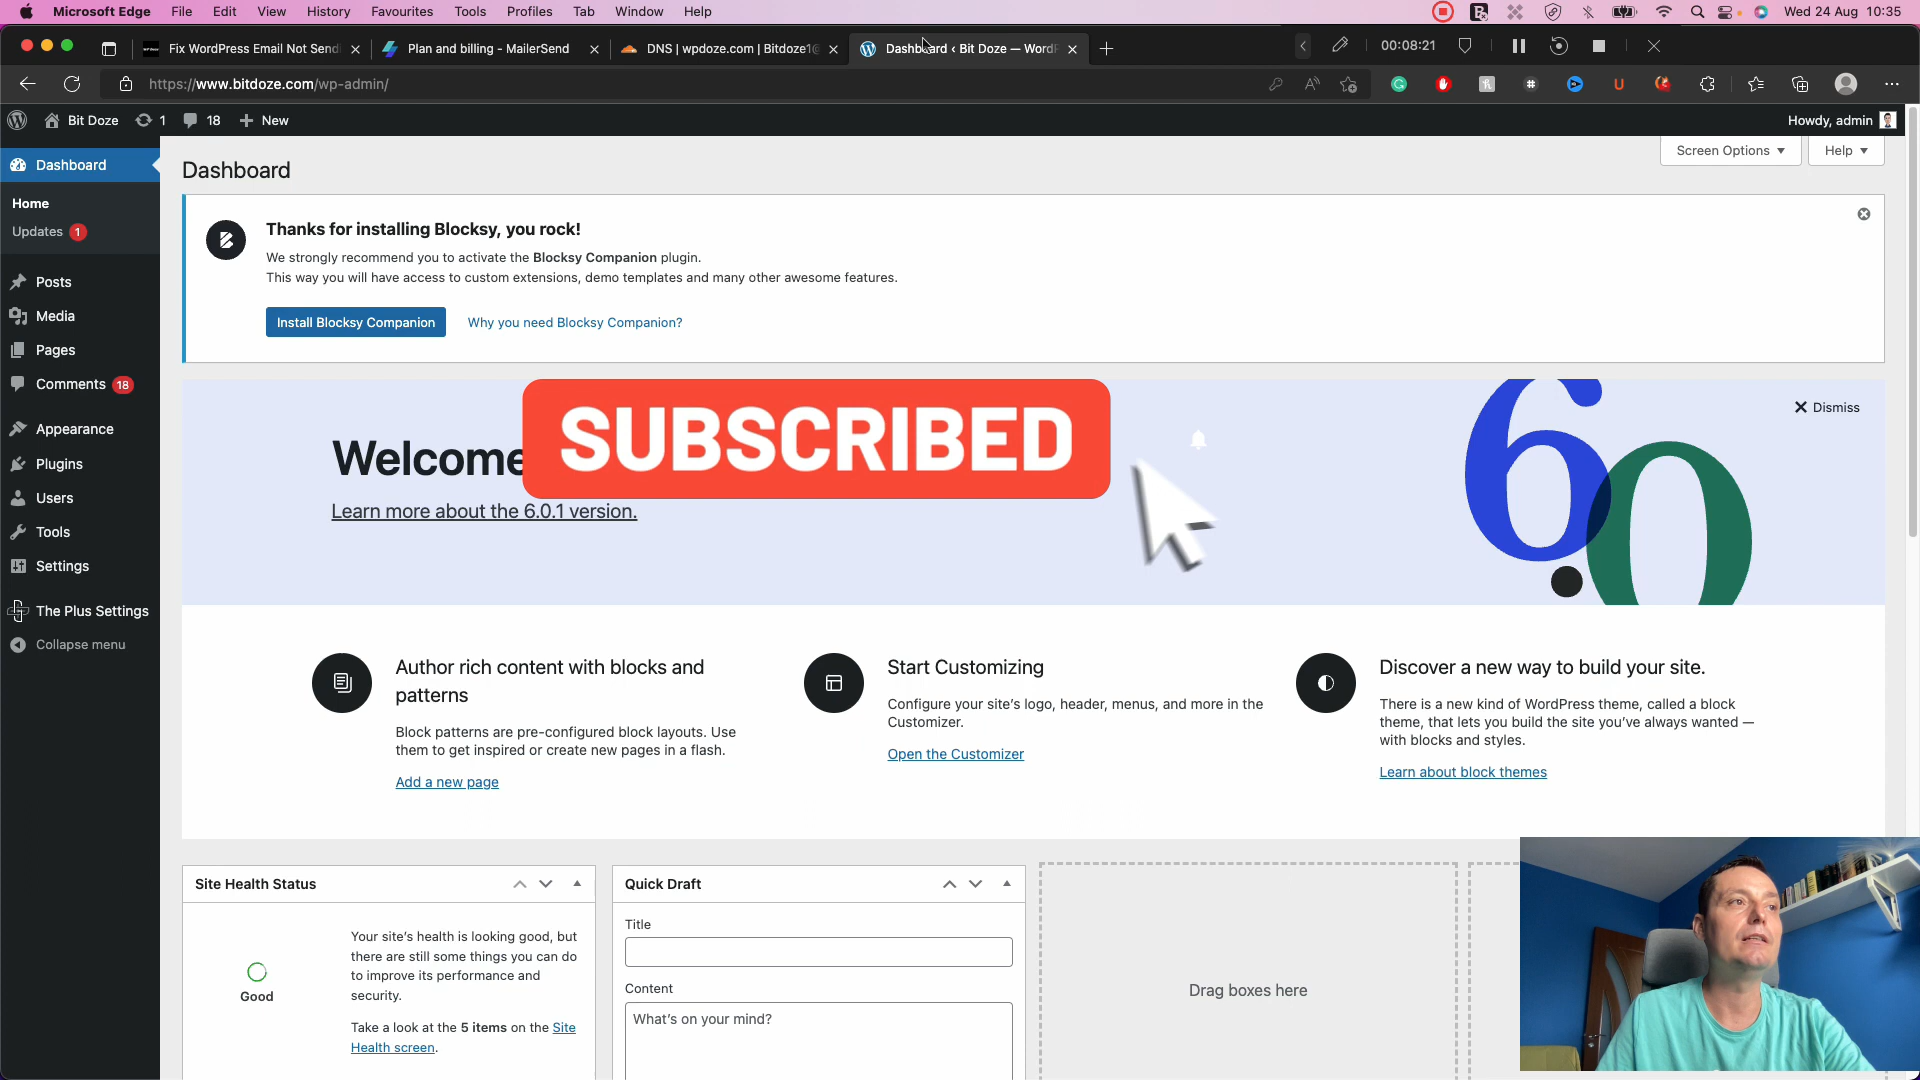 Microsoft Edge File Edit View History Favourites Tools Profiles Tab Window Help Wed 24 Aug 10:35
Fix WordPress Email Not Sendi
Plan and billing - MailerSend
DNS | wpdoze.com | Bitdoze1@
Dashboard ‹ Bit Doze — WordP
00:08:21
https://www.bitdoze.com/wp-admin/
Bit Doze 1 18 New
Howdy, admin
Dashboard
Home
Updates 1
Posts
Media
Pages
Comments 18
Appearance
Plugins
Users
Tools
Settings
The Plus Settings
Collapse menu
Dashboard
Screen Options
Help
Thanks for installing Blocksy, you rock!
We strongly recommend you to activate the Blocksy Companion plugin.
This way you will have access to custom extensions, demo templates and many other awesome features.
Install Blocksy Companion
Why you need Blocksy Companion?
Welcome
SUBSCRIBED
Learn more about the 6.0.1 version.
60
Dismiss
Author rich content with blocks and
patterns
Block patterns are pre-configured block layouts. Use
them to get inspired or create new pages in a flash.
Add a new page
Start Customizing
Configure your site's logo, header, menus, and more in the
Customizer.
Open the Customizer
Discover a new way to build your site.
There is a new kind of WordPress theme, called a block
theme, that lets you build the site you've always wanted —
with blocks and styles.
Learn about block themes
Site Health Status
Good
Your site's health is looking good, but
there are still some things you can do
to improve its performance and
security.
Take a look at the 5 items on the Site
Health screen.
Quick Draft
Title
Content
What's on your mind?
Drag boxes here